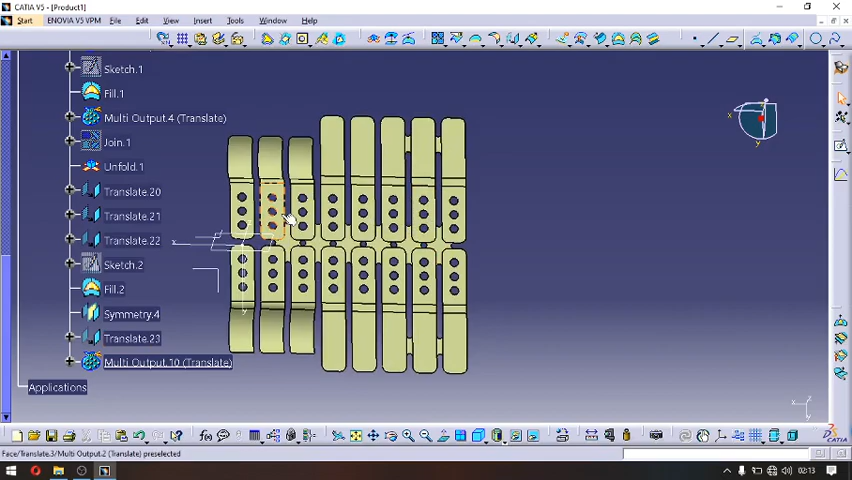 CATIA V5 - [Product1]
Start ENOVIA V5 VPM File Edit View Insert Tools Window Help
Sketch.1
Fill.1
Multi Output.4 (Translate)
Join.1
Unfold.1
Translate.20
Translate.21
Translate.22
Sketch.2
Fill.2
Symmetry.4
Translate.23
Multi Output.10 (Translate)
Applications
x
y
x
y
x
z
f(x)
Face/Translate.3/Multi Output.2 (Translate) preselected
02:13